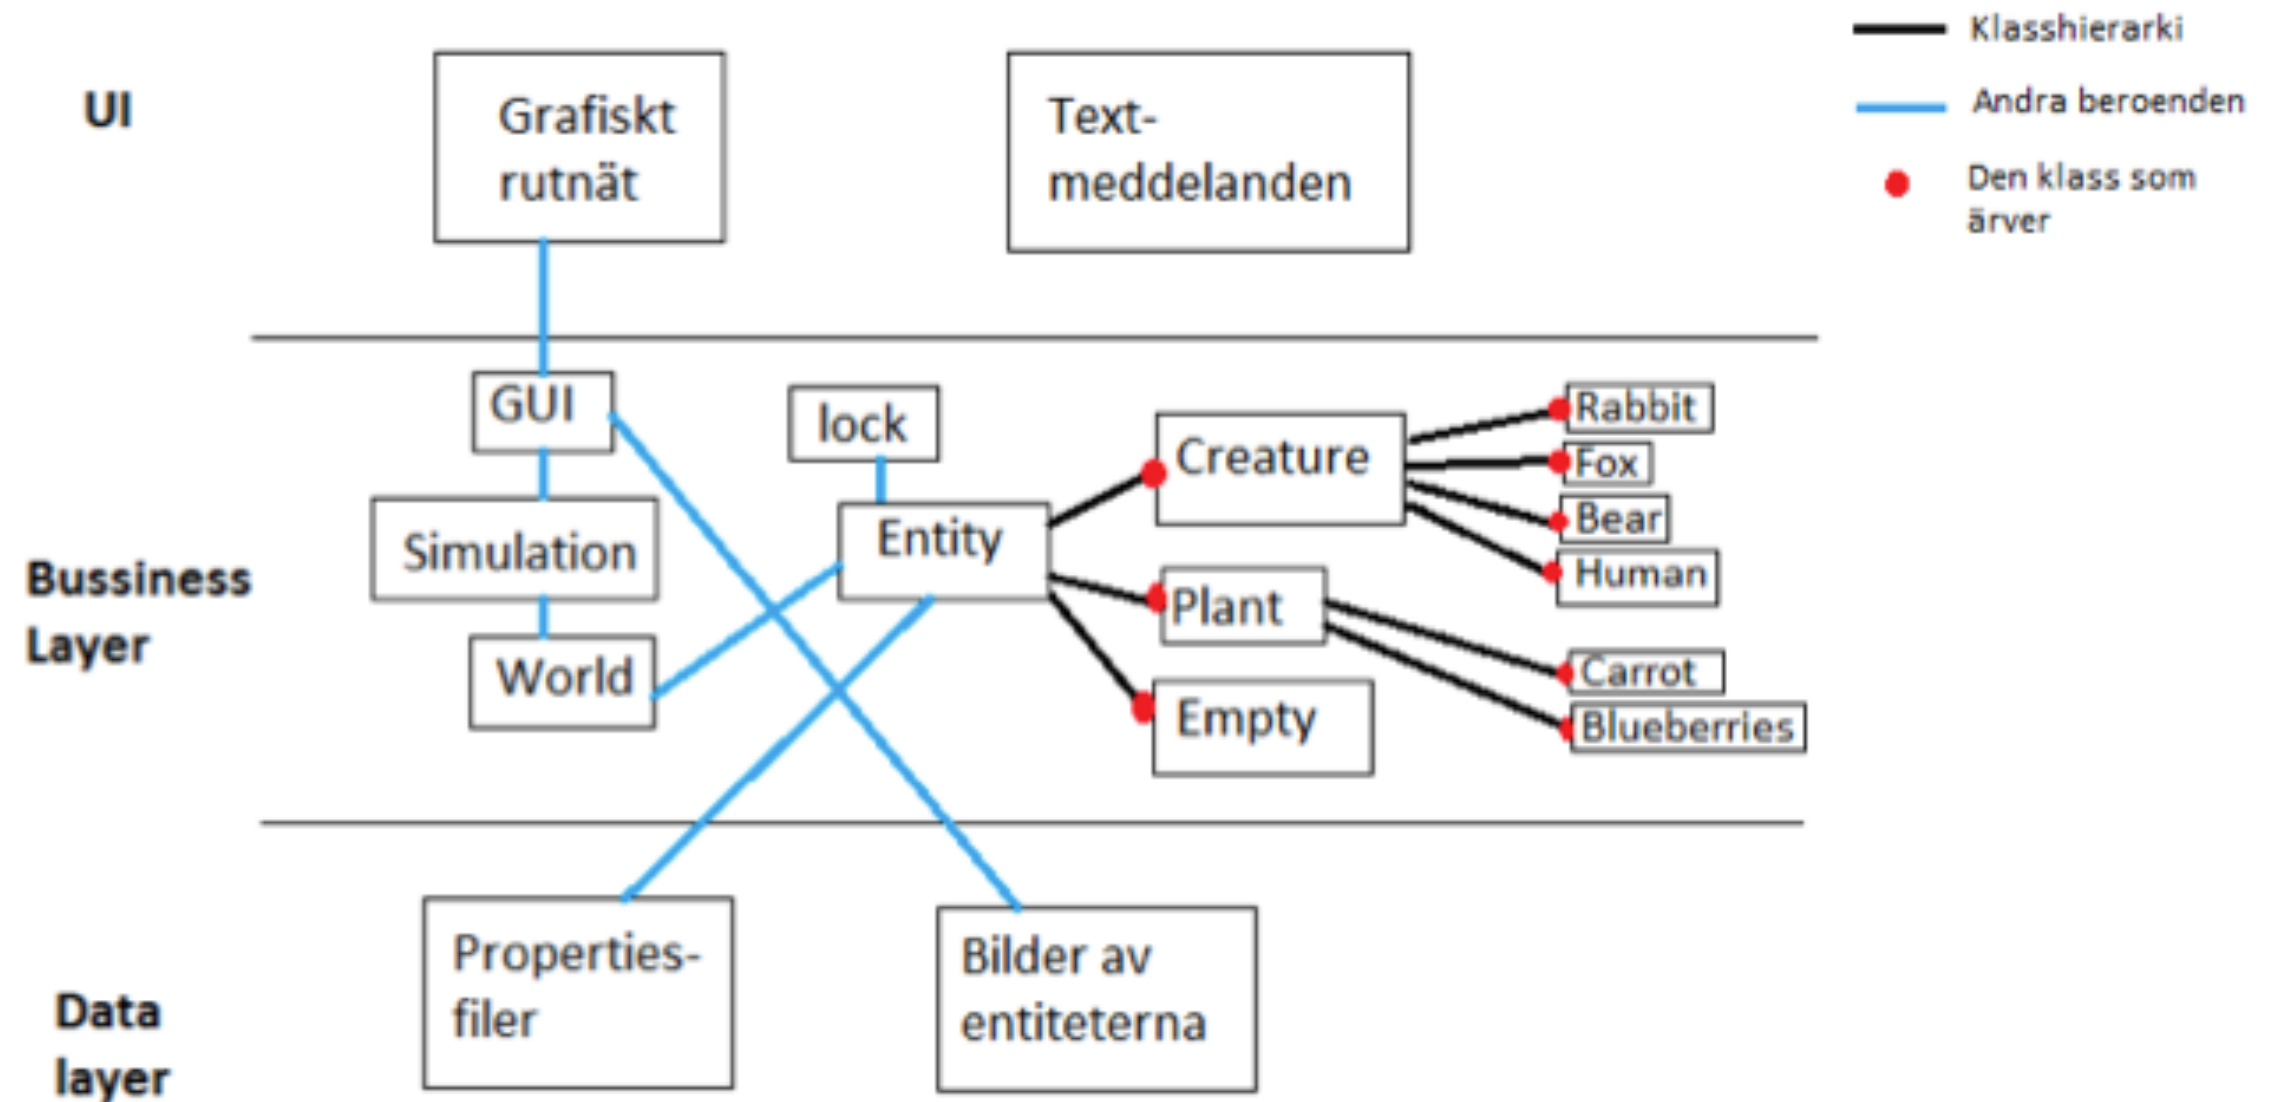 UI
Grafiskt
rutnät
Text-
meddelanden
Klasshierarki
Andra beroenden
Den klass som
ärver
Bussiness
Layer
GUI
Simulation
World
lock
Entity
Creature
Plant
Empty
Rabbit
Fox
Bear
Human
Carrot
Blueberries
Data
layer
Properties-
filer
Bilder av
entiteterna